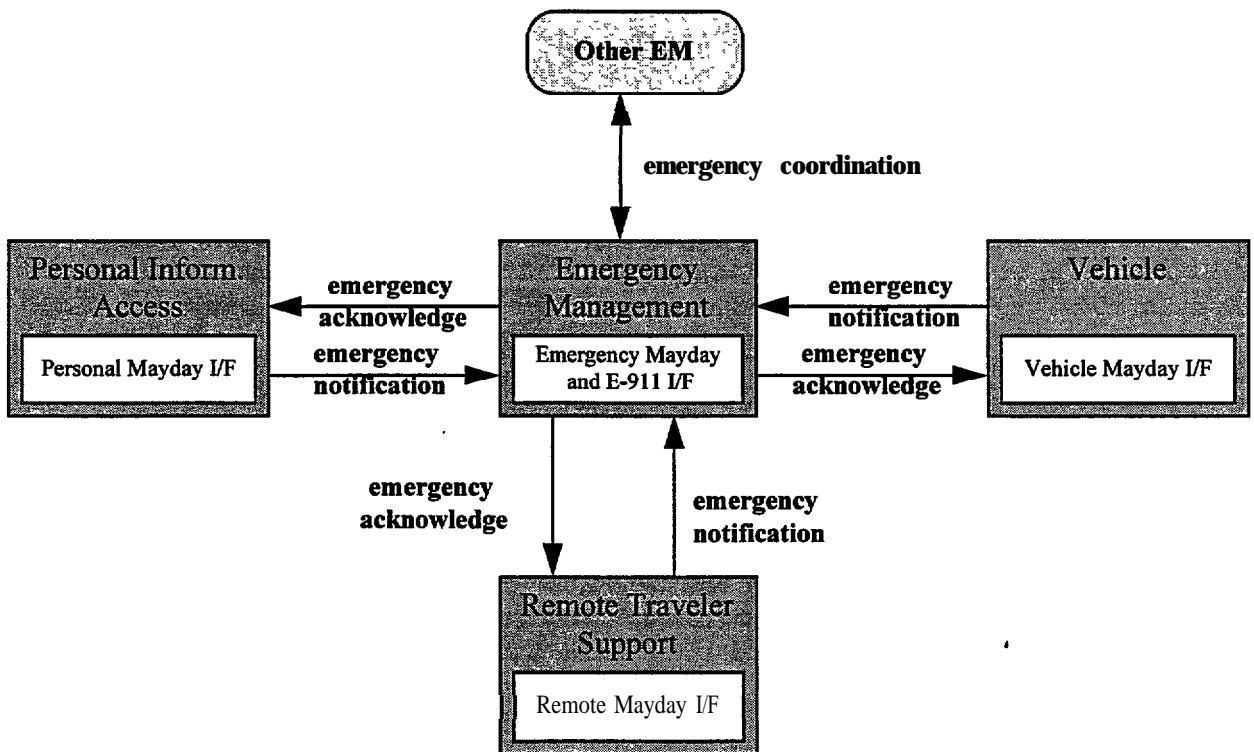 Other EM
emergency coordination
Personal Inform.
Access
Personal Mayday I/F
emergency
acknowledge
emergency
notification
Emergency
Management
Emergency Mayday
and E-911 I/F
emergency
notification
emergency
acknowledge
Vehicle
Vehicle Mayday I/F
emergency
acknowledge
emergency
notification
Remote Traveler
Support
Remote Mayday I/F